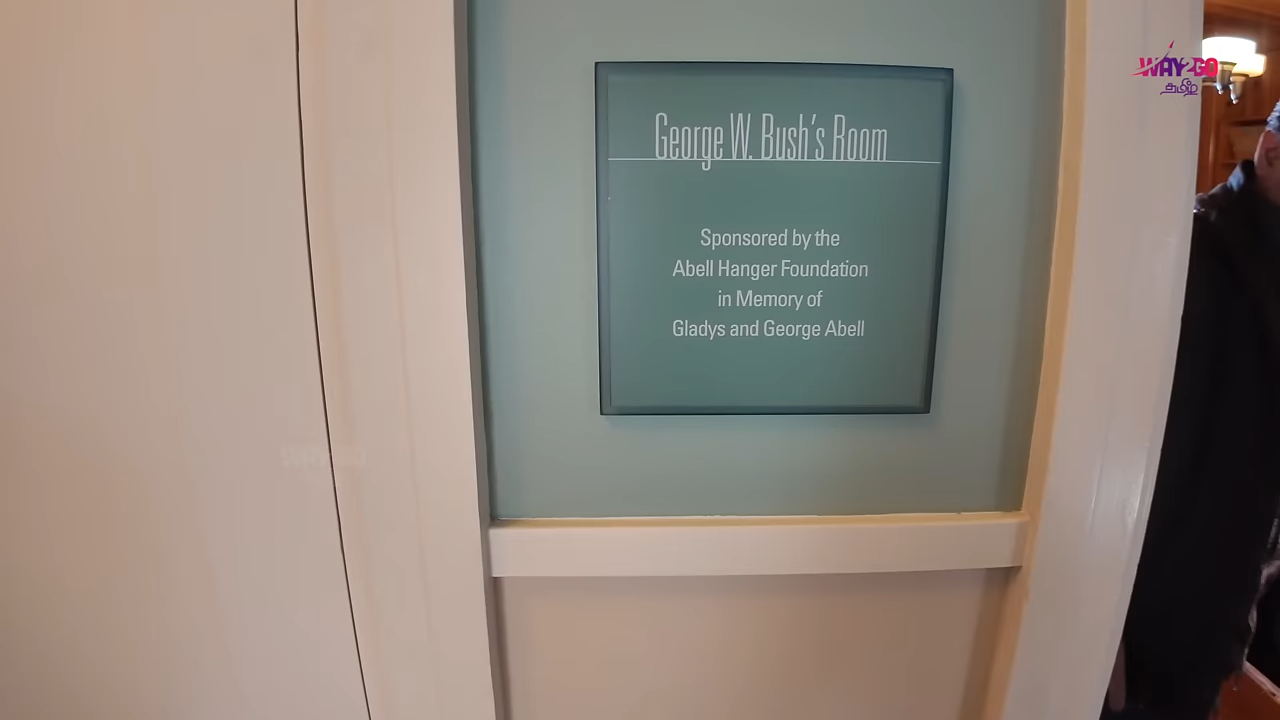 George W. Bush's Room
Sponsored by the
Abell Hanger Foundation
in Memory of
Gladys and George Abell
WAY2GO
தமிழ்